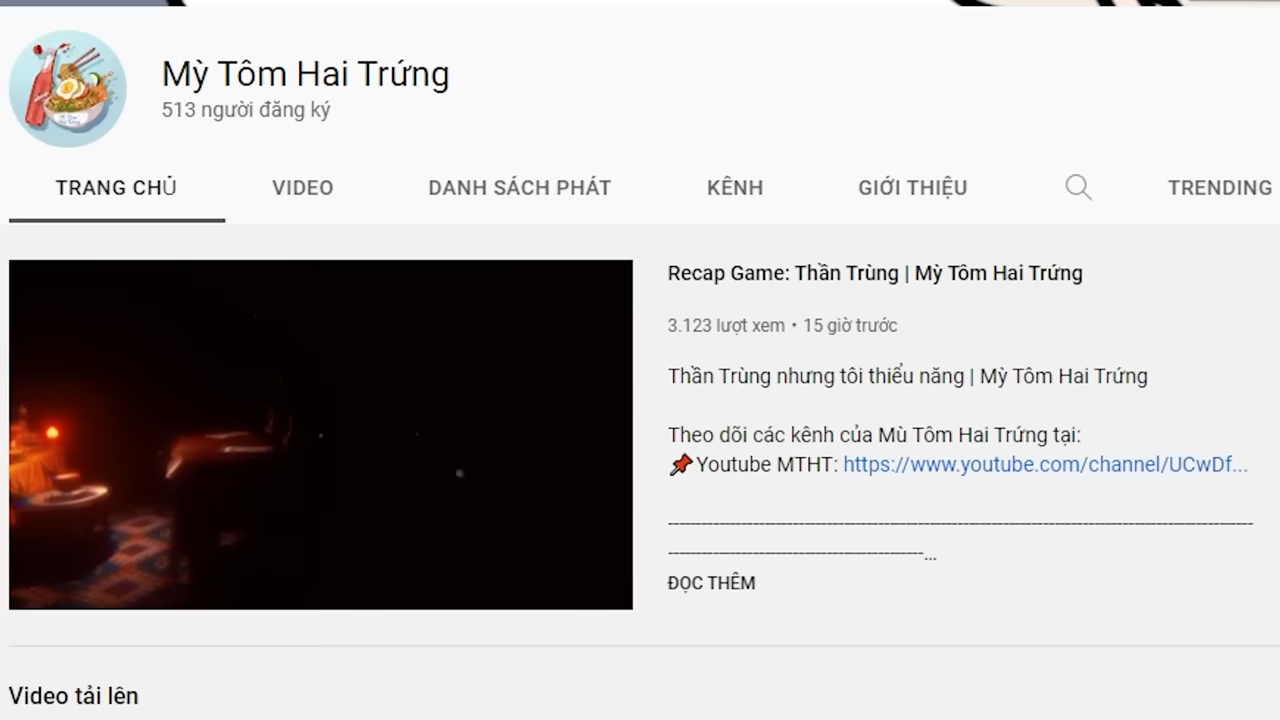 Mỳ Tôm Hai Trứng
513 người đăng ký
TRANG CHỦ VIDEO DANH SÁCH PHÁT KÊNH GIỚI THIỆU TRENDING
Recap Game: Thần Trùng | Mỳ Tôm Hai Trứng
3.123 lượt xem • 15 giờ trước
Thần Trùng nhưng tôi thiểu năng | Mỳ Tôm Hai Trứng
Theo dõi các kênh của Mù Tôm Hai Trứng tại:
📌Youtube MTHT: https://www.youtube.com/channel/UCwDf...
ĐỌC THÊM
Video tải lên